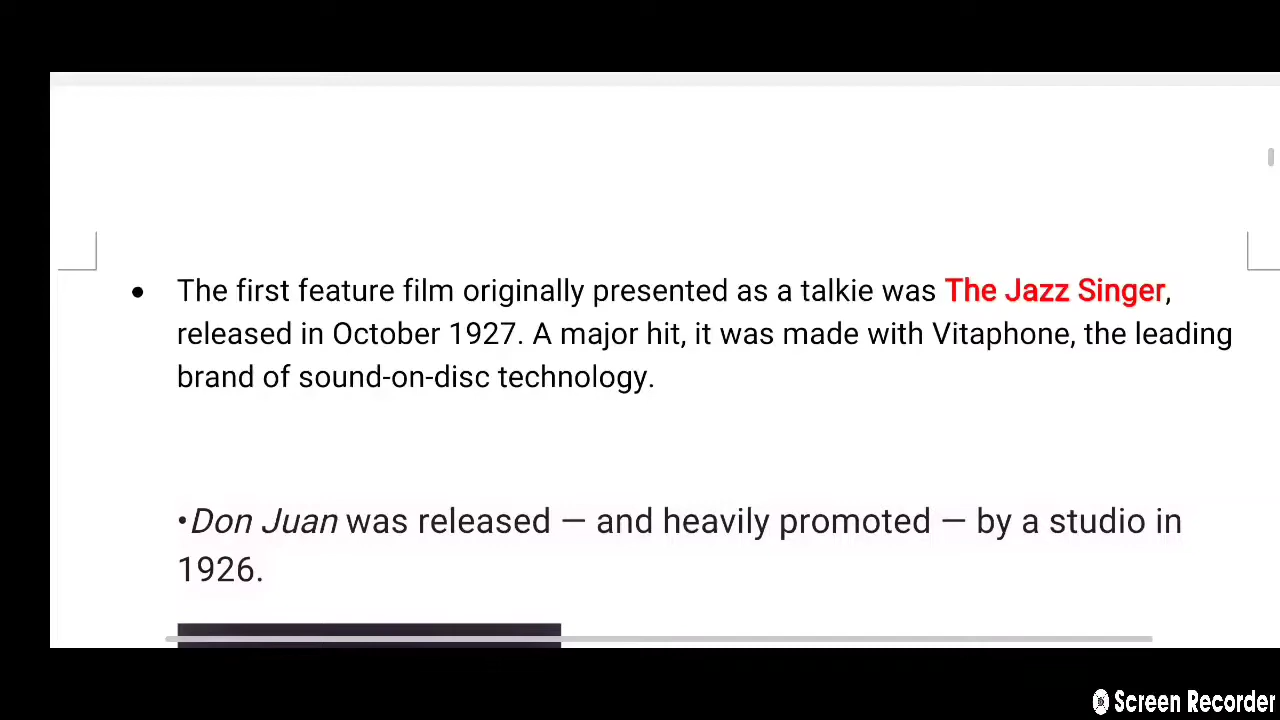 ● The first feature film originally presented as a talkie was The Jazz Singer,
released in October 1927. A major hit, it was made with Vitaphone, the leading
brand of sound-on-disc technology.
•Don Juan was released — and heavily promoted — by a studio in
1926.
Screen Recorder